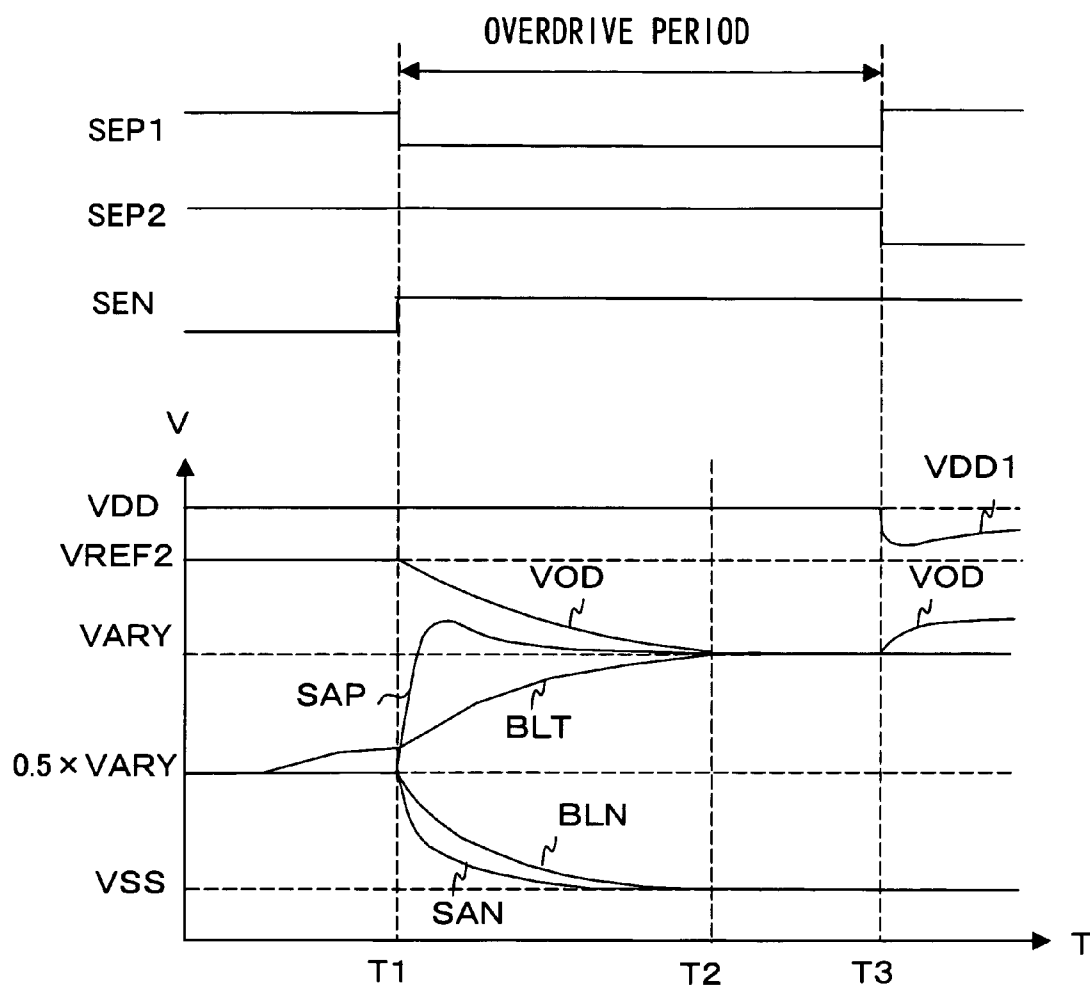 OVERDRIVE PERIOD
SEP1
SEP2
SEN
V
VDD1
VDD
VREF2
VOD
VOD
VARY
SAP
BLT
0.5×VARY
BLN
VSS
SAN
T
T1
T2
T3